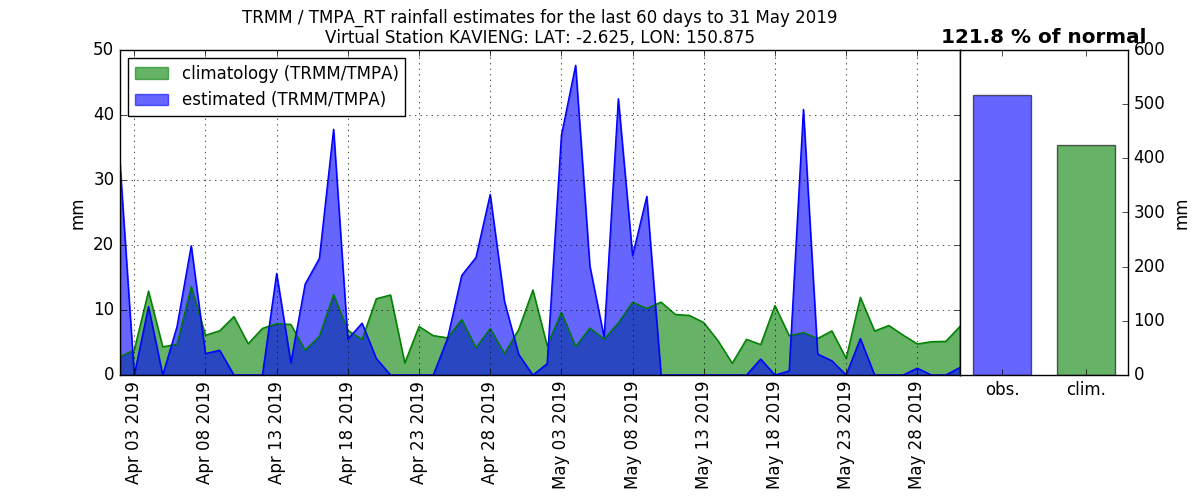 TRMM / TMPA_RT rainfall estimates for the last 60 days to 31 May 2019
Virtual Station KAVIENG: LAT: -2.625, LON: 150.875
121.8 % of normal
climatology (TRMM/TMPA)
estimated (TRMM/TMPA)
mm
50
40
30
20
10
0
Apr 03 2019
Apr 08 2019
Apr 13 2019
Apr 18 2019
Apr 23 2019
Apr 28 2019
May 03 2019
May 08 2019
May 13 2019
May 18 2019
May 23 2019
May 28 2019
600
500
400
300
200
100
0
mm
obs.
clim.